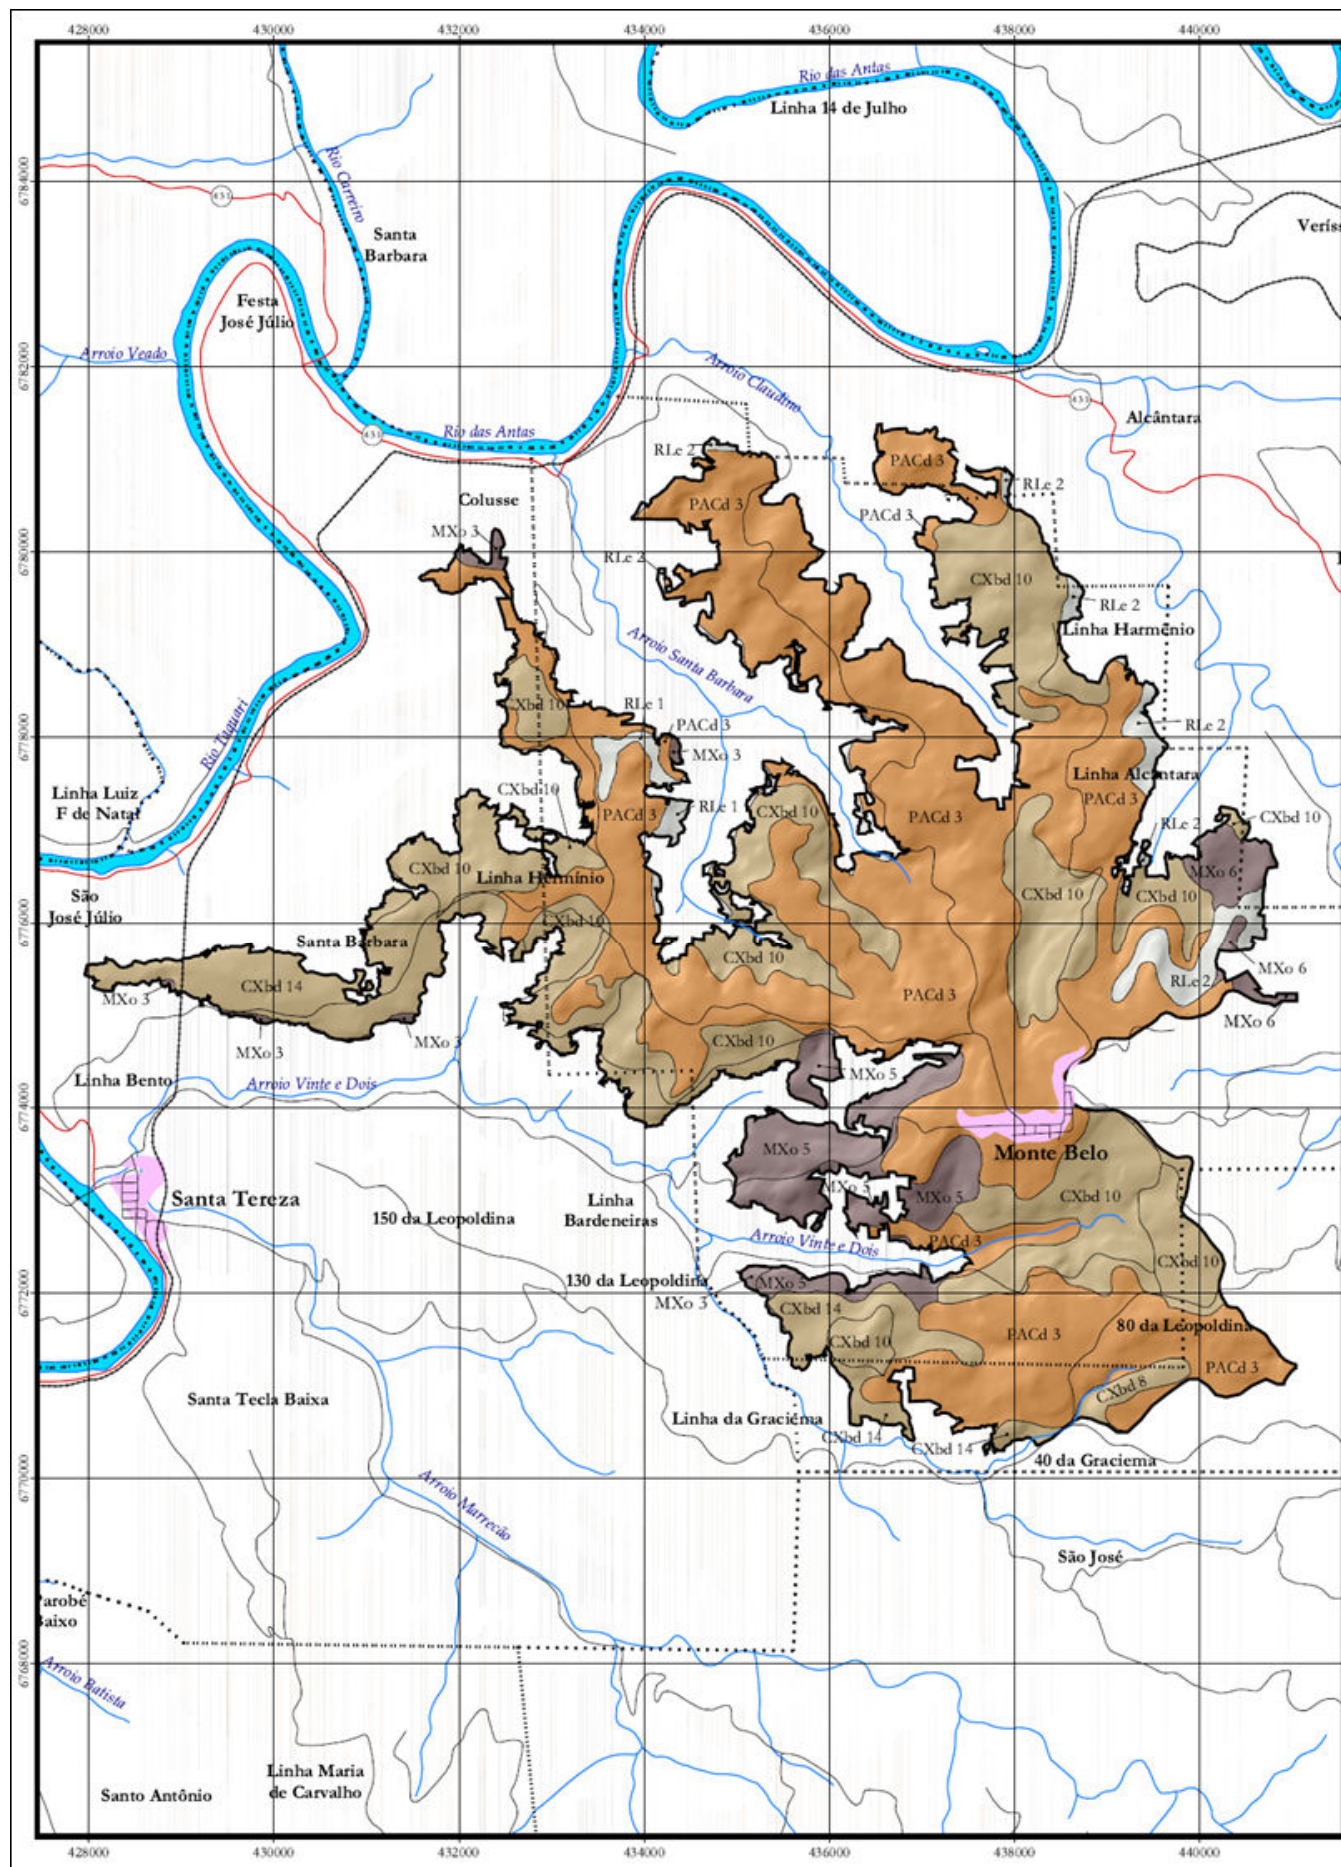 428000 430000 432000 434000 436000 438000 440000
Rio das Antas
Linha 14 de Julho
6784000
451
Rio Carreiro
Santa
Barbara
Festa
José Júlio
Arroio Veado
6782000
Arroio Claudino
451
Alcântara
451
Rio das Antas
RLe 2
PACd 3
RLe 2
Colusse
PACd 3
PACd 3
MXo 3
6780000
RLe 2
CXbd 10
RLe 2
Linha Harmênio
Arroio Santa Barbara
CXbd 10
RLe 1
PACd 3
RLe 2
6778000
MXo 3
Rio Taquari
Linha Alcântara
Linha Luiz
F de Natal
CXbd 10
RLe 1
PACd 3
CXbd 10
PACd 3
PACd 3
RLe 2
CXbd 10
MXo 6
CXbd 10
Linha Hermínio
CXbd 10
CXbd 10
São
José Júlio
6776000
CXbd 10
Santa Barbara
CXbd 10
MXo 6
CXbd 14
MXo 3
RLe 2
PACd 3
MXo 6
MXo 3
MXo 3
CXbd 10
MXo 5
Linha Bento
Arroio Vinte e Dois
6774000
MXo 5
Monte Belo
MXo 5
MXo 5
CXbd 10
Santa Tereza
150 da Leopoldina
Linha
Bardeneiras
Arroio Vinte e Dois
PACd 3
CXbd 10
130 da Leopoldina
MXo 5
6772000
MXo 3
CXbd 14
CXbd 10
PACd 3
80 da Leopoldina
PACd 3
CXbd 8
Santa Tecla Baixa
Linha da Graciema
CXbd 14
CXbd 14
40 da Graciema
6770000
Arroio Marrecão
São José
6768000
Arroio Batista
Linha Maria
de Carvalho
Santo Antônio
428000 430000 432000 434000 436000 438000 440000